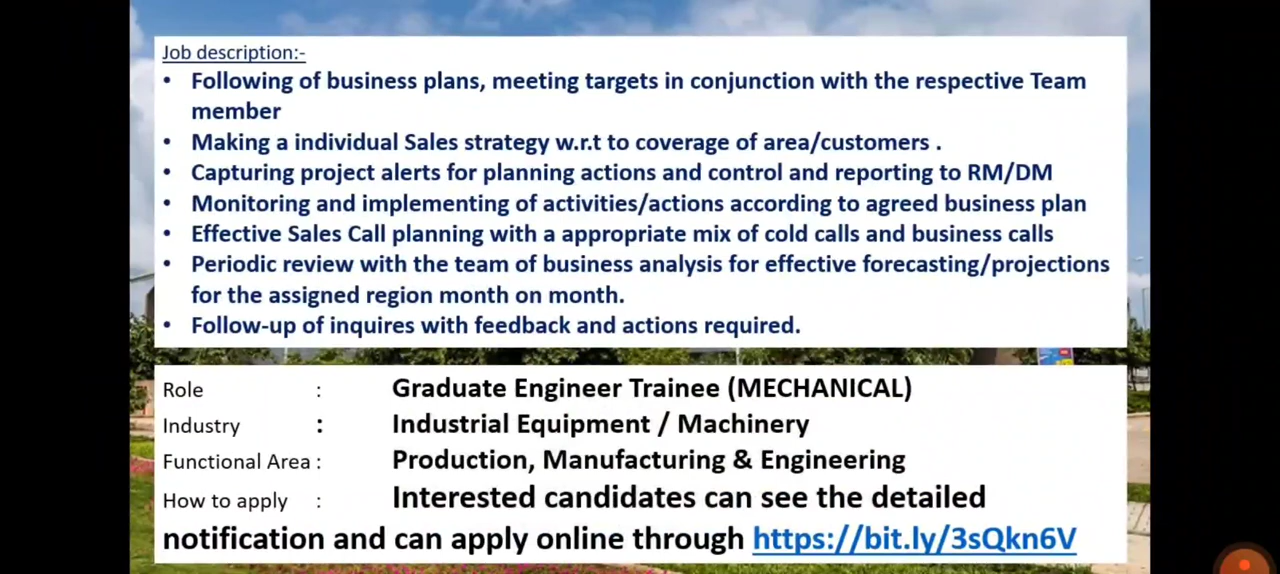 Job description:-
• Following of business plans, meeting targets in conjunction with the respective Team
member
• Making a individual Sales strategy w.r.t to coverage of area/customers .
• Capturing project alerts for planning actions and control and reporting to RM/DM
• Monitoring and implementing of activities/actions according to agreed business plan
• Effective Sales Call planning with a appropriate mix of cold calls and business calls
• Periodic review with the team of business analysis for effective forecasting/projections
for the assigned region month on month.
• Follow-up of inquires with feedback and actions required.
Role : Graduate Engineer Trainee (MECHANICAL)
Industry : Industrial Equipment / Machinery
Functional Area : Production, Manufacturing & Engineering
How to apply : Interested candidates can see the detailed
notification and can apply online through https://bit.ly/3sQkn6V